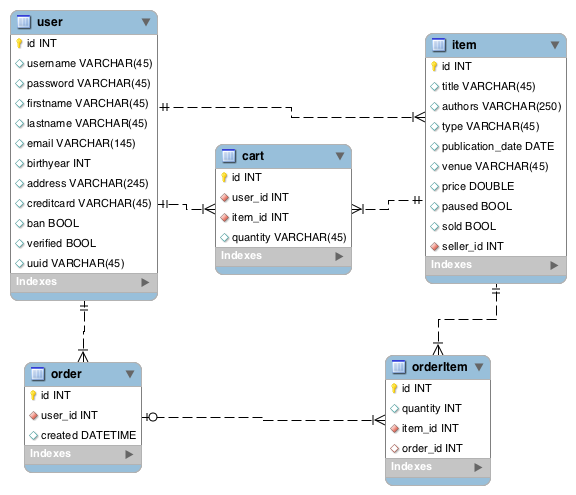 user
id INT
username VARCHAR(45)
password VARCHAR(45)
firstname VARCHAR(45)
lastname VARCHAR(45)
email VARCHAR(145)
birthyear INT
address VARCHAR(245)
creditcard VARCHAR(45)
ban BOOL
verified BOOL
uuid VARCHAR(45)
Indexes
cart
id INT
user_id INT
item_id INT
quantity VARCHAR(45)
Indexes
item
id INT
title VARCHAR(45)
authors VARCHAR(250)
type VARCHAR(45)
publication_date DATE
venue VARCHAR(45)
price DOUBLE
paused BOOL
sold BOOL
seller_id INT
Indexes
order
id INT
user_id INT
created DATETIME
Indexes
orderItem
id INT
quantity INT
item_id INT
order_id INT
Indexes